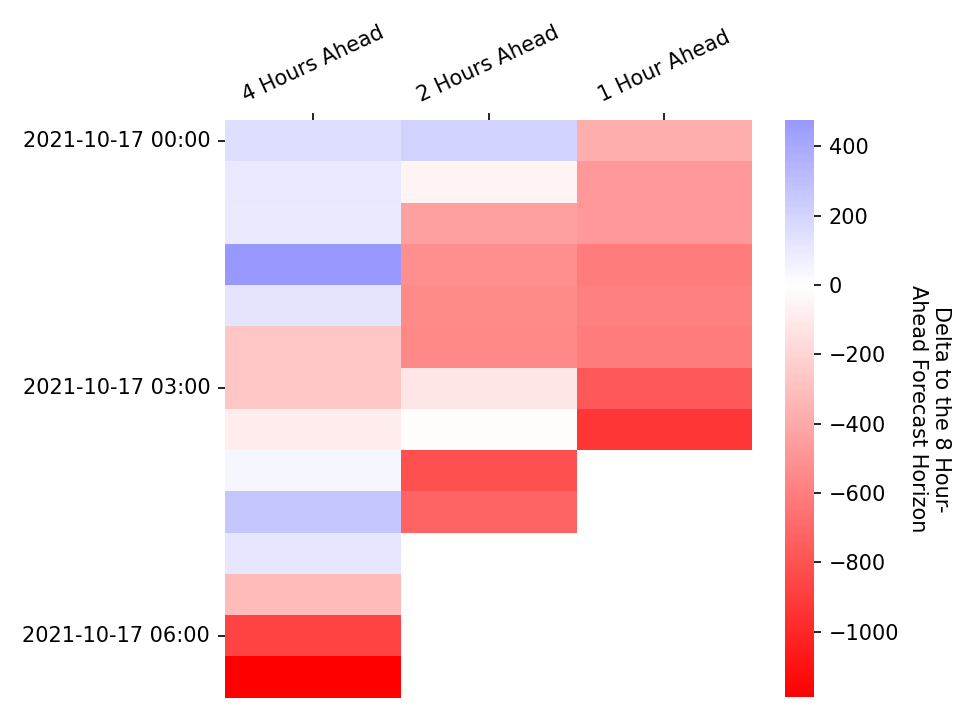 4 Hours Ahead
2 Hours Ahead
1 Hour Ahead
2021-10-17 00:00
2021-10-17 03:00
2021-10-17 06:00
400
200
0
−200
−400
−600
−800
−1000
Delta to the 8 Hour-
Ahead Forecast Horizon